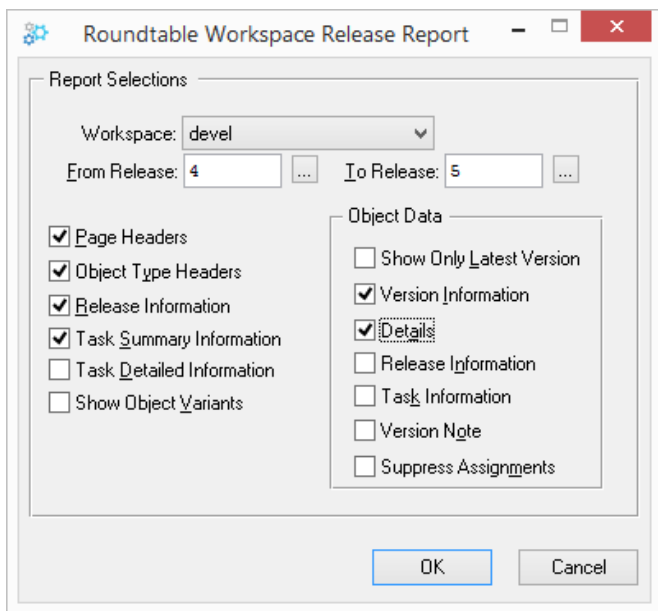 Roundtable Workspace Release Report
Report Selections
Workspace: devel
From Release: 4 ... To Release: 5 ...
Page Headers
Object Type Headers
Release Information
Task Summary Information
Task Detailed Information
Show Object Variants
Object Data
Show Only Latest Version
Version Information
Details
Release Information
Task Information
Version Note
Suppress Assignments
OK Cancel